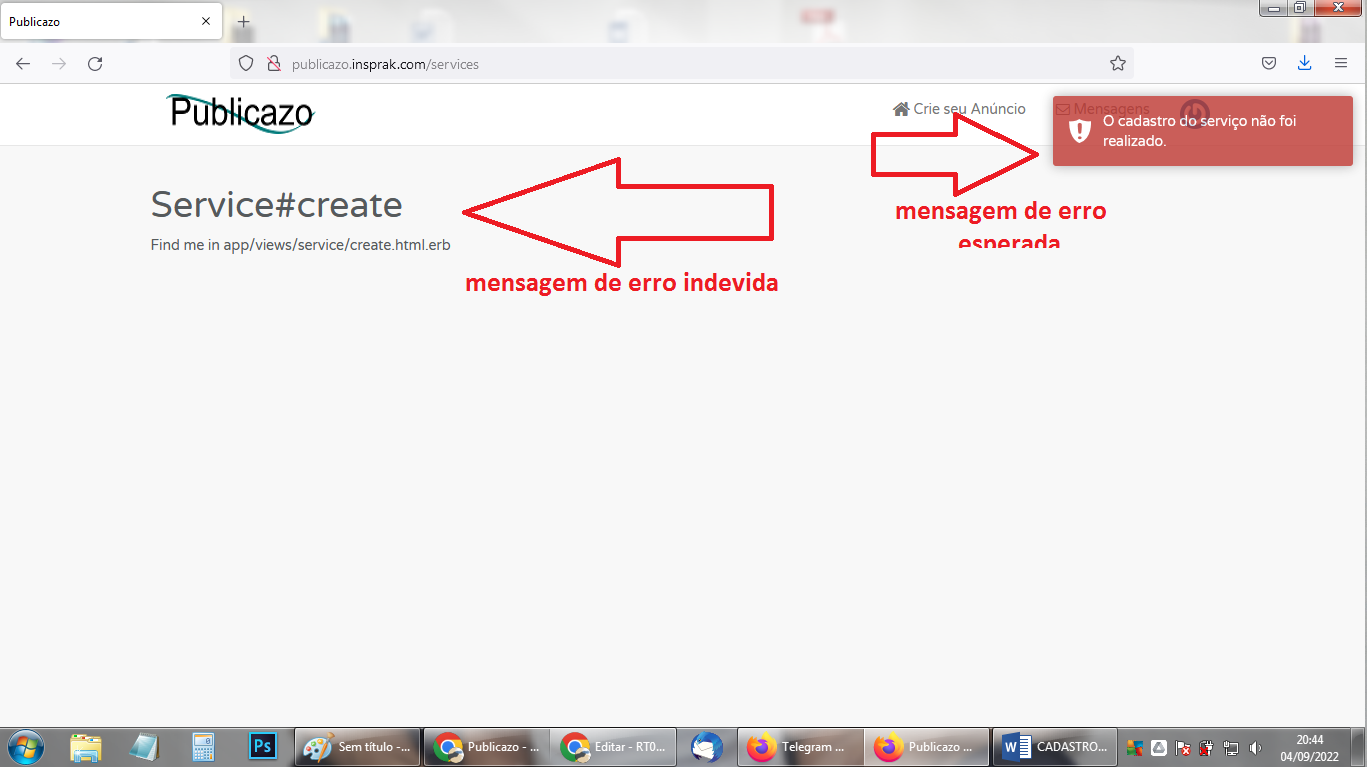 Publicazo
publicazo.insprak.com/services
Publicazo
Crie seu Anúncio
Mensagens
O cadastro do serviço não foi
realizado.
mensagem de erro
esperada
Service#create
Find me in app/views/service/create.html.erb
mensagem de erro indevida
Ps
Sem título -...
Publicazo - ...
Editar - RT0...
Telegram ...
Publicazo ...
CADASTRO...
20:44
04/09/2022